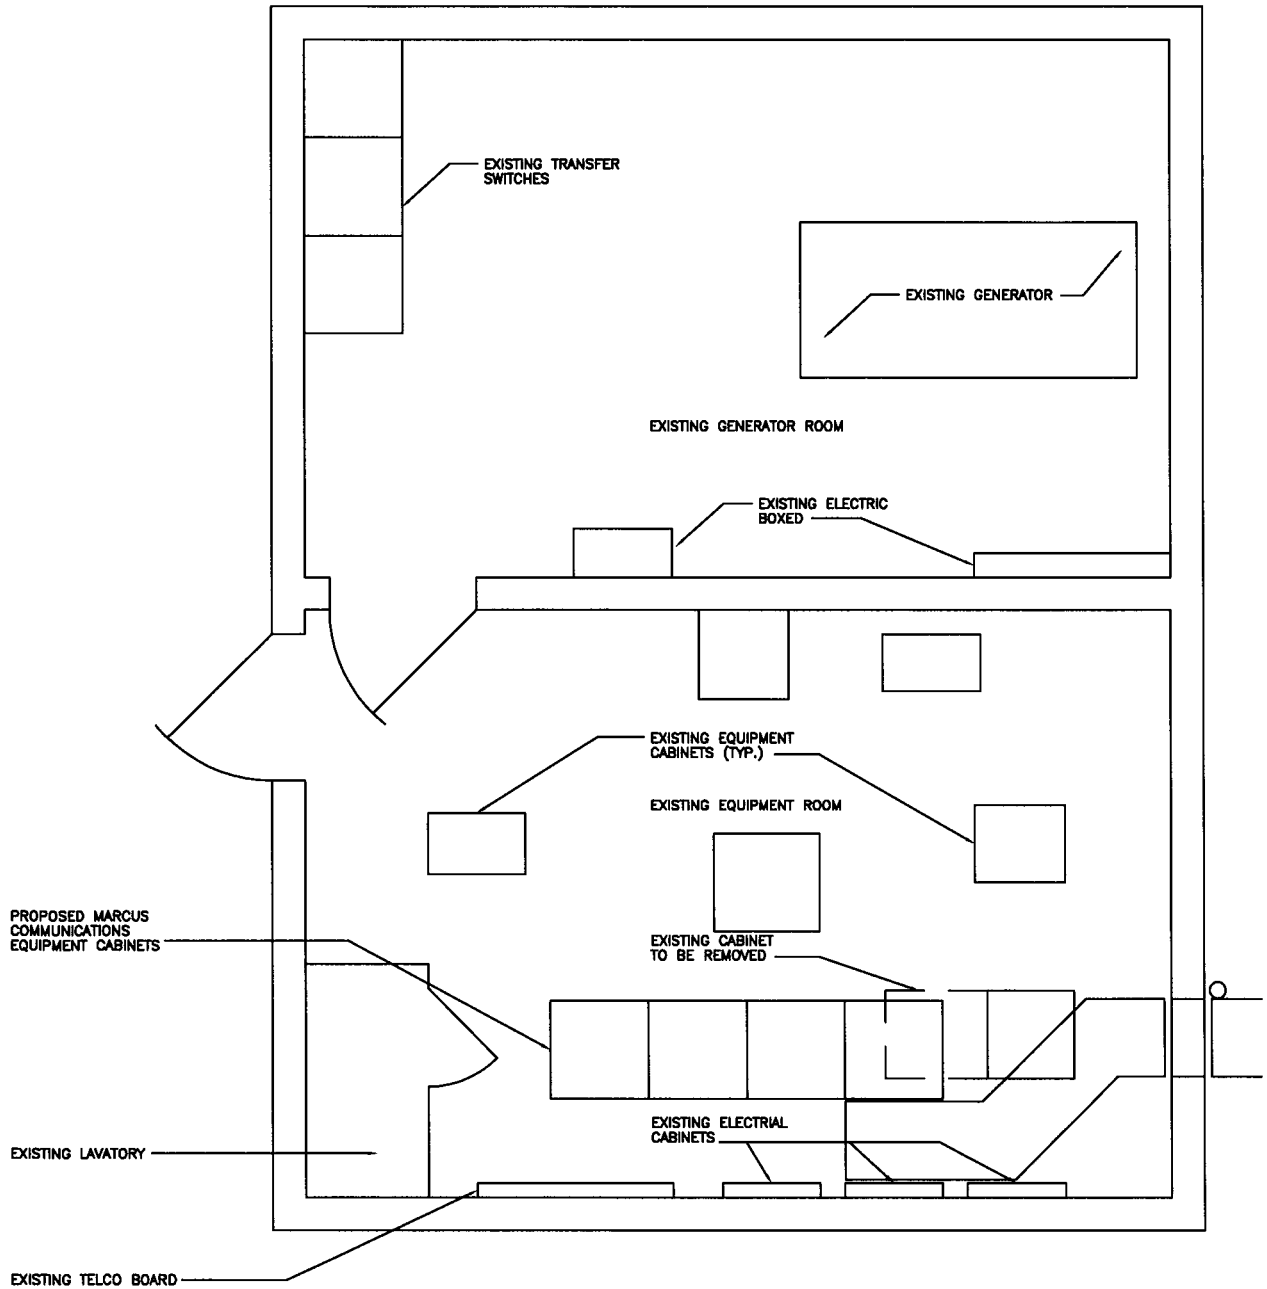 EXISTING TRANSFER
SWITCHES
EXISTING GENERATOR
EXISTING GENERATOR ROOM
EXISTING ELECTRIC
BOXED
EXISTING EQUIPMENT
CABINETS (TYP.)
EXISTING EQUIPMENT ROOM
PROPOSED MARCUS
COMMUNICATIONS
EQUIPMENT CABINETS
EXISTING CABINET
TO BE REMOVED
EXISTING ELECTRIAL
CABINETS
EXISTING LAVATORY
EXISTING TELCO BOARD